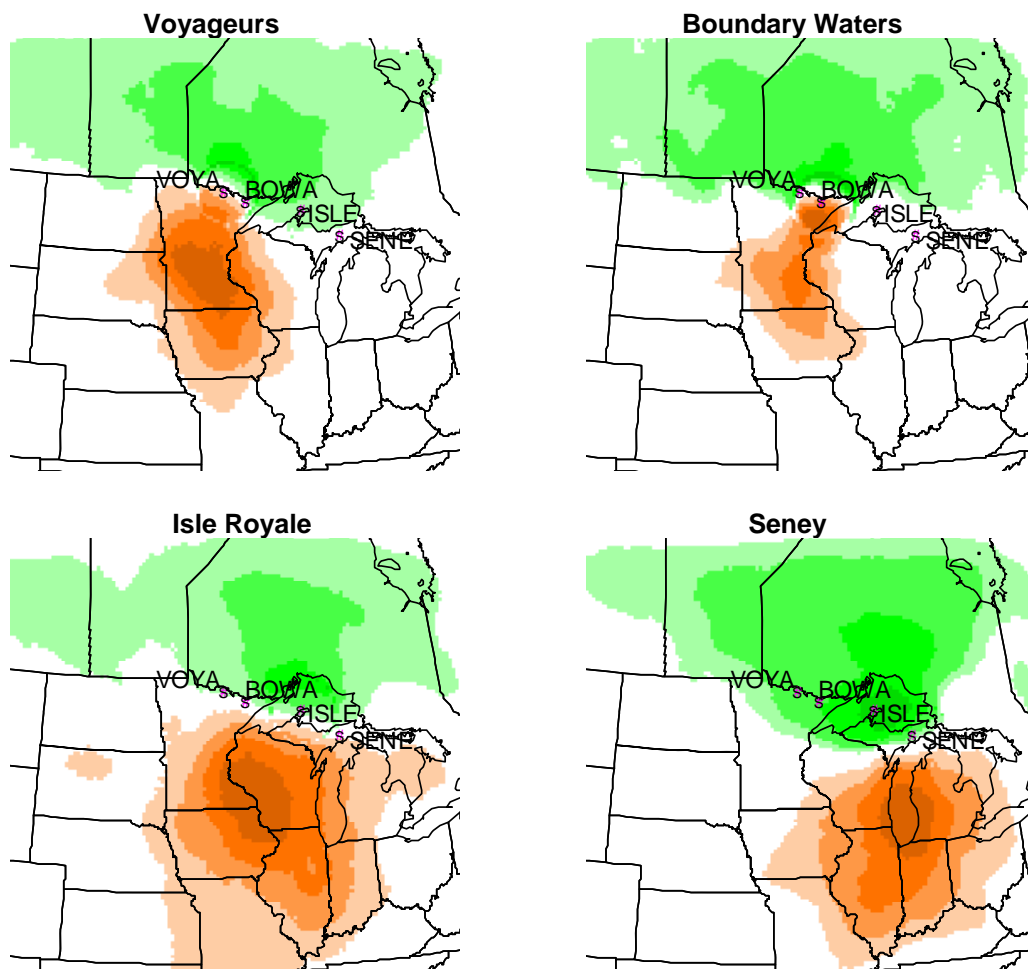 Voyageurs
Boundary Waters
VOYA S S BOWA S ISLE S SENE
VOYA S S BOWA S ISLE S SENE
Isle Royale
Seney
VOYA S S BOWA S ISLE S SENE
VOYA S S BOWA S ISLE S SENE